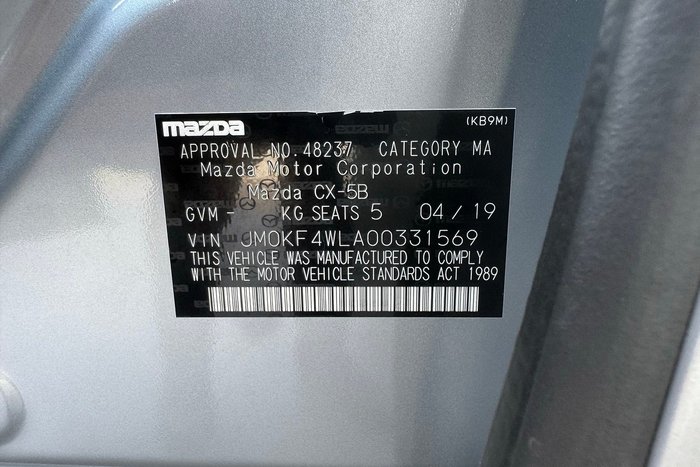 mazda
(KB9M)
APPROVAL NO. 48237 CATEGORY MA
Mazda Motor Corporation
Mazda CX-5B
GVM - KG SEATS 5 04 / 19
VIN JM0KF4WLA00331569
THIS VEHICLE WAS MANUFACTURED TO COMPLY
WITH THE MOTOR VEHICLE STANDARDS ACT 1989